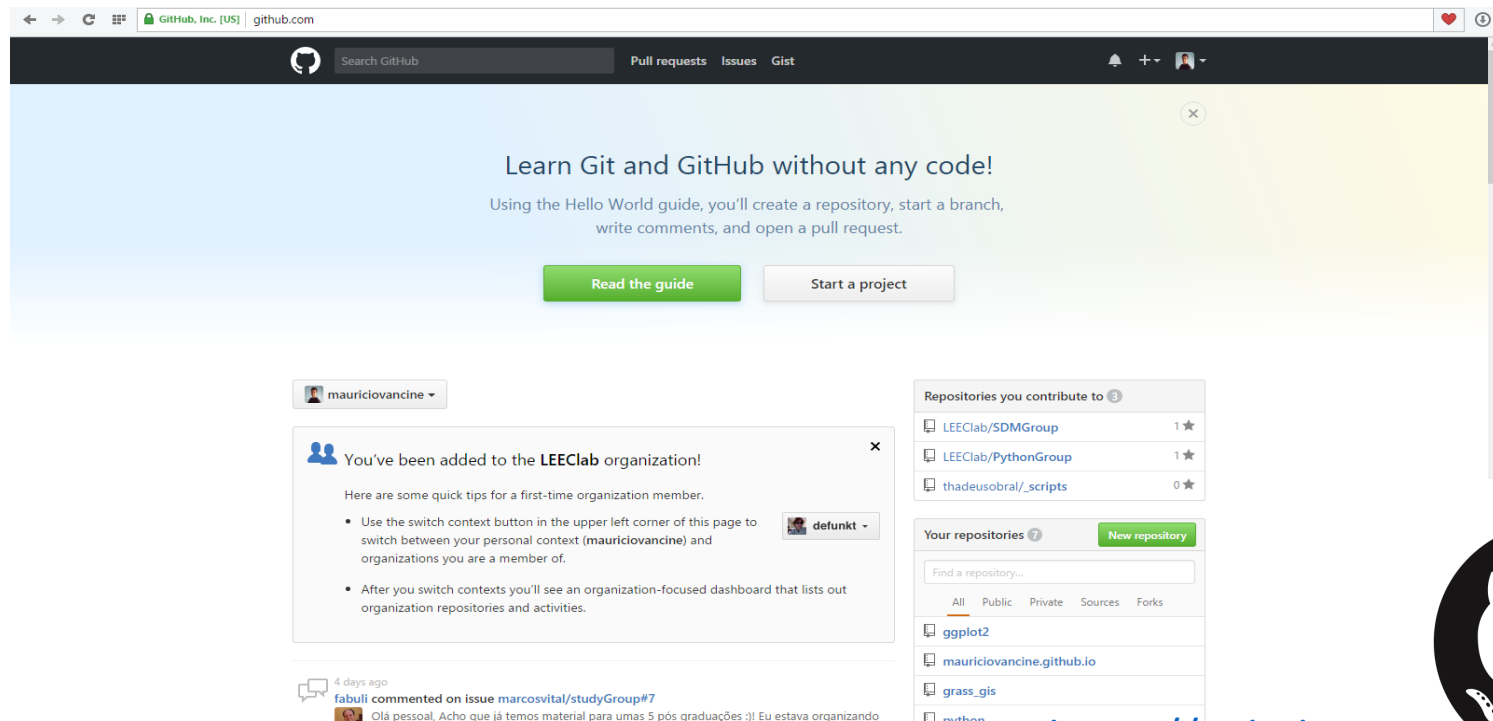 GitHub, Inc. [US] github.com
Search GitHub
Pull requests Issues Gist
Learn Git and GitHub without any code!
Using the Hello World guide, you'll create a repository, start a branch,
write comments, and open a pull request.
Read the guide
Start a project
mauriciovancine
You've been added to the LEEClab organization!
Here are some quick tips for a first-time organization member.
• Use the switch context button in the upper left corner of this page to
switch between your personal context (mauriciovancine) and
organizations you are a member of.
defunkt
• After you switch contexts you'll see an organization-focused dashboard that lists out
organization repositories and activities.
4 days ago
fabuli commented on issue marcosvital/studyGroup#7
Olá pessoal, Acho que já temos material para umas 5 pós graduações :)! Eu estava organizando
Repositories you contribute to 3
LEEClab/SDMGroup 1
LEEClab/PythonGroup 1
thadeusobral/_scripts 0
Your repositories 7
New repository
Find a repository...
All Public Private Sources Forks
ggplot2
mauriciovancine.github.io
grass_gis
python